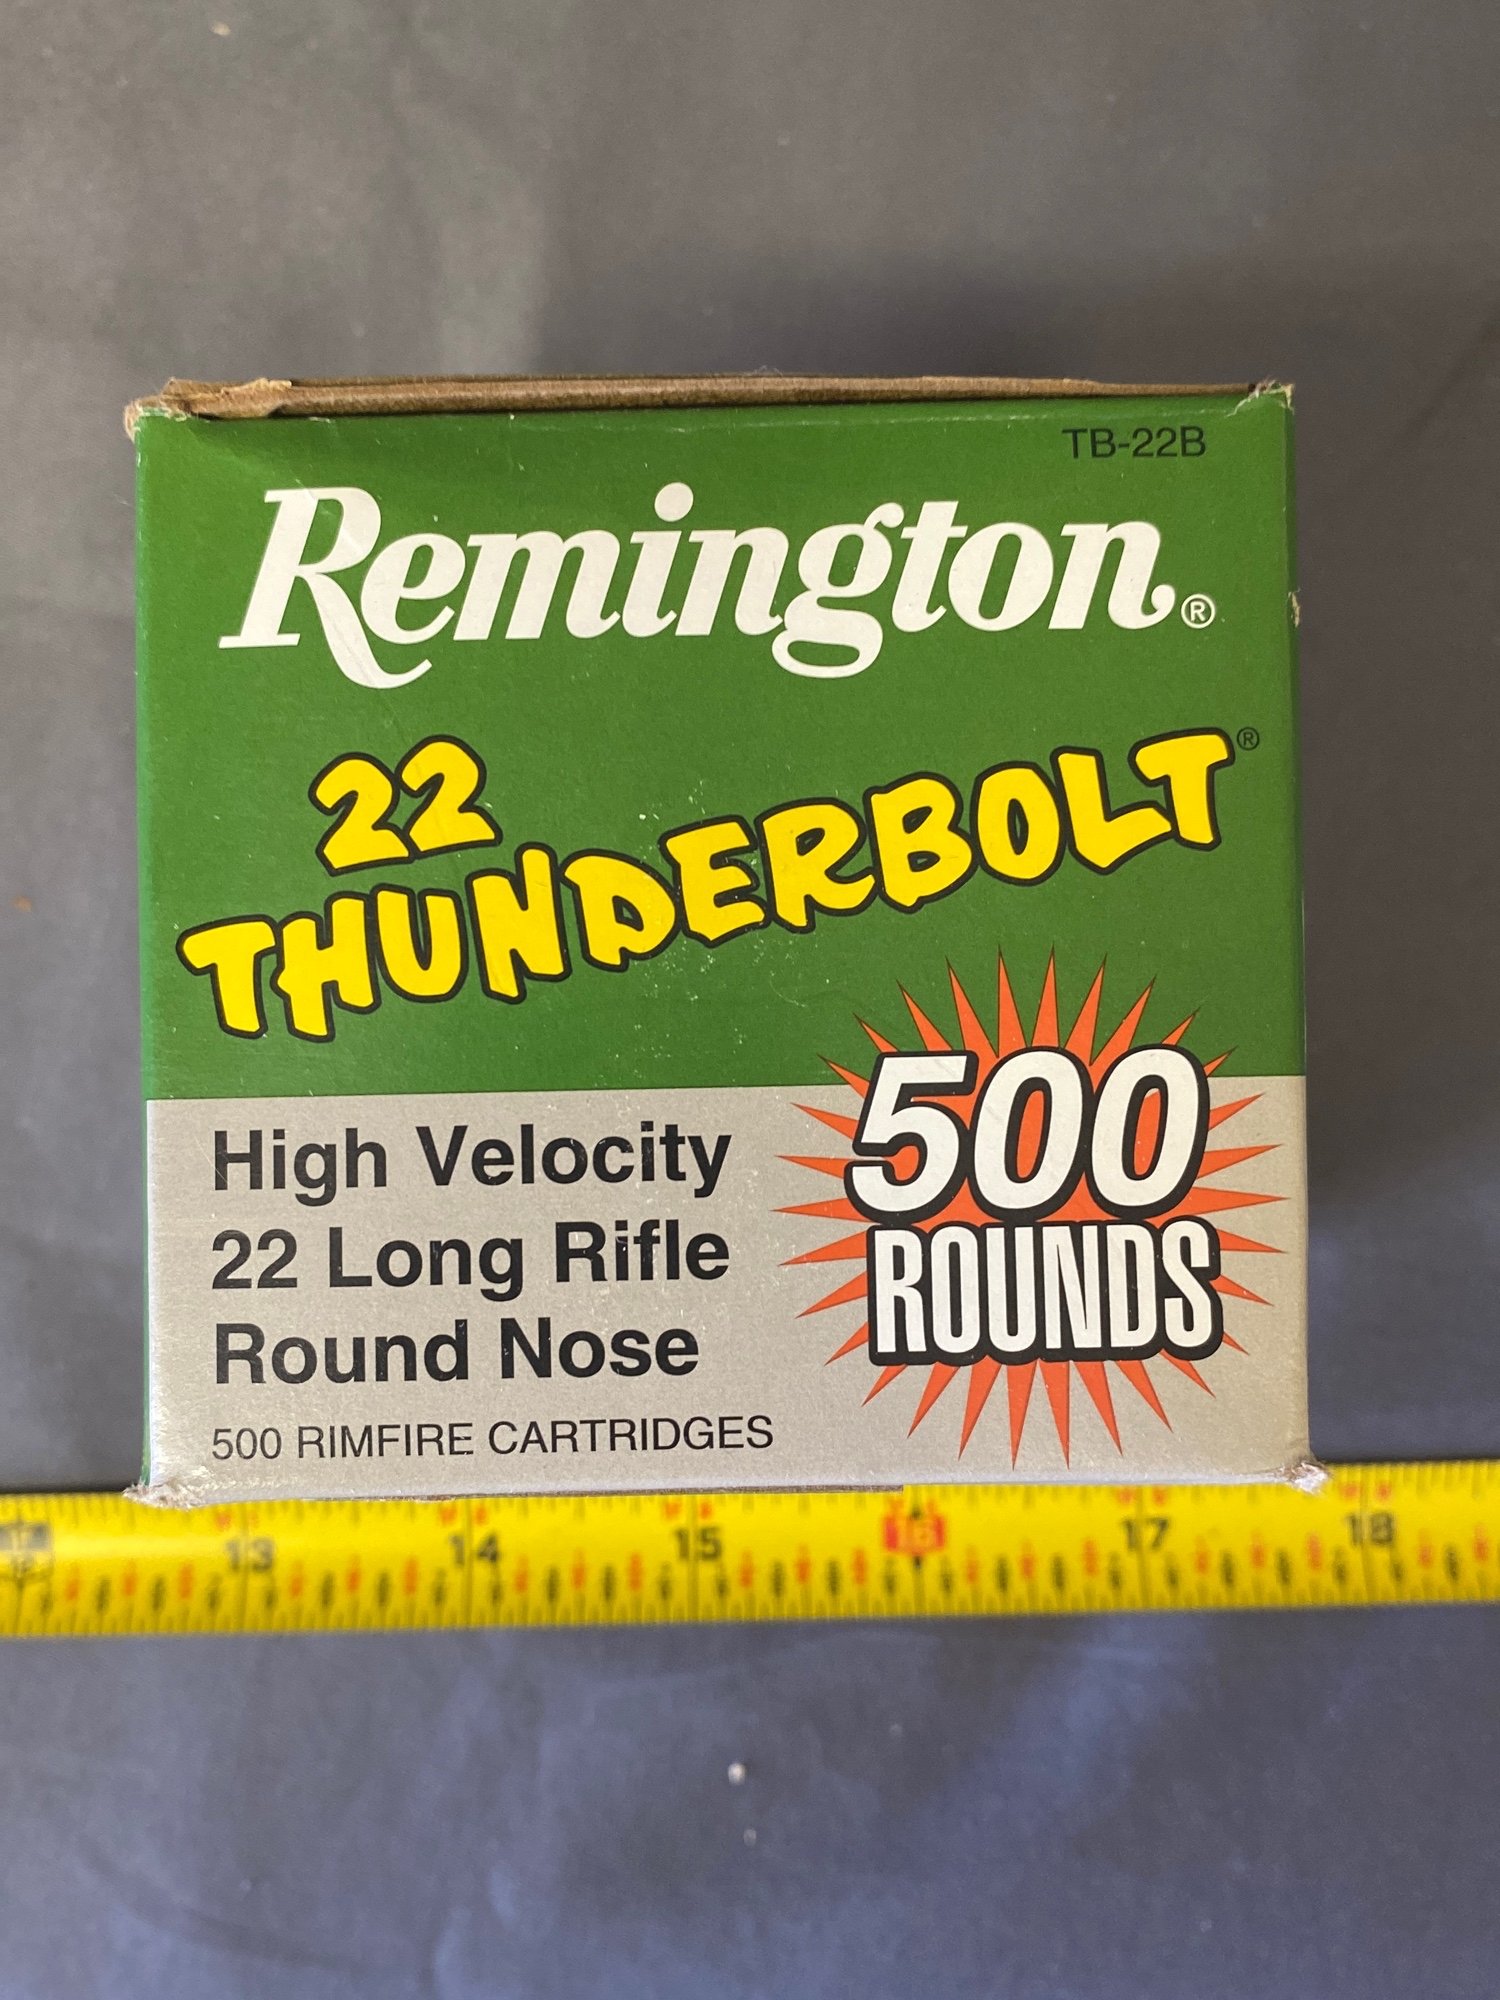 TB-22B
Remington®
22
THUNDERBOLT®
High Velocity
22 Long Rifle
Round Nose
500 RIMFIRE CARTRIDGES
500
ROUNDS
13 14 15 16 17 18